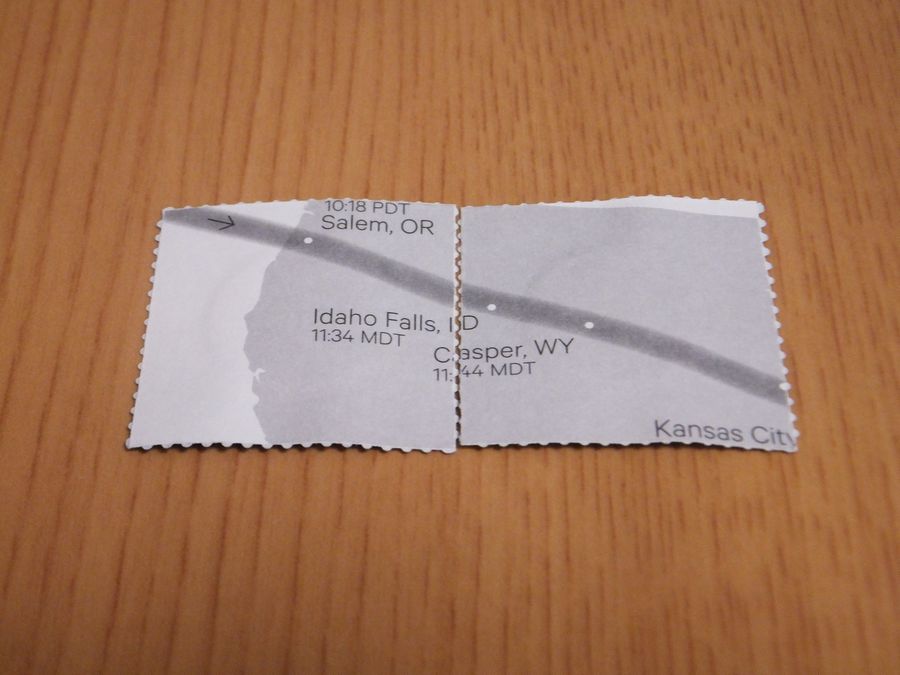 10:18 PDT
Salem, OR
Idaho Falls, ID
11:34 MDT
Casper, WY
11:44 MDT
Kansas City